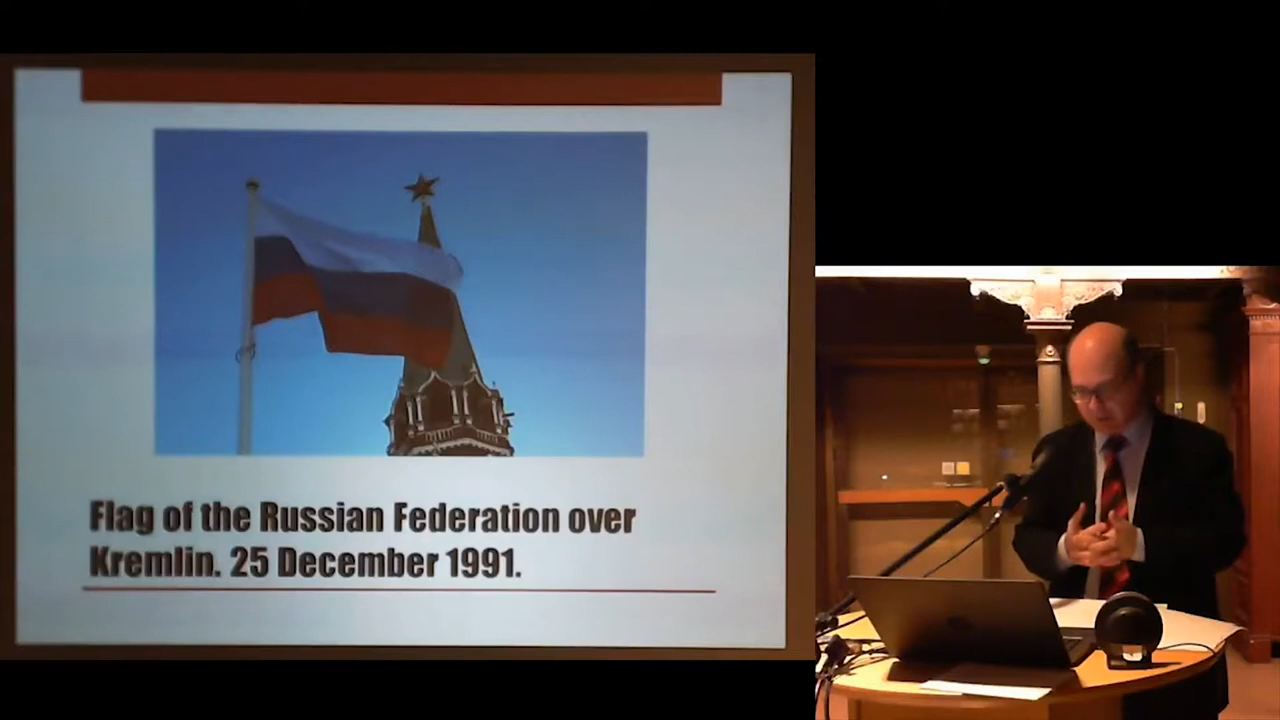 Flag of the Russian Federation over
Kremlin. 25 December 1991.